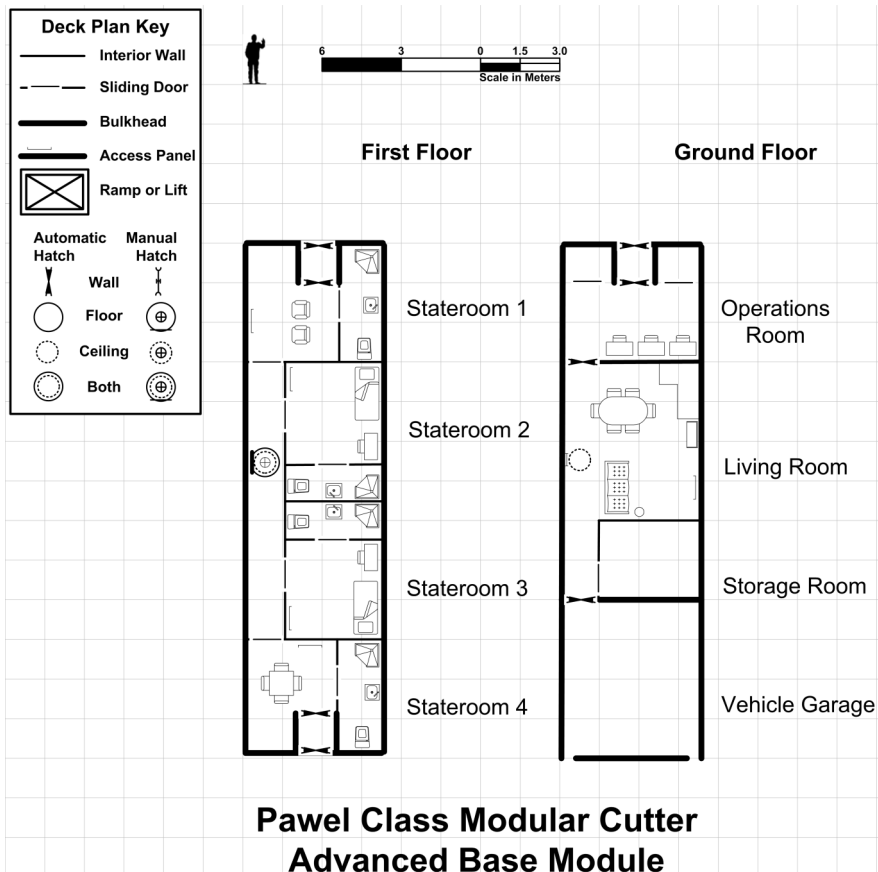 Deck Plan Key
Interior Wall
Sliding Door
Bulkhead
Access Panel
Ramp or Lift
Automatic Hatch
Manual Hatch
Wall
Floor
Ceiling
Both
6 3 0 1.5 3.0
Scale in Meters
First Floor
Ground Floor
Stateroom 1
Stateroom 2
Stateroom 3
Stateroom 4
Operations
Room
Living Room
Storage Room
Vehicle Garage
Pawel Class Modular Cutter
Advanced Base Module